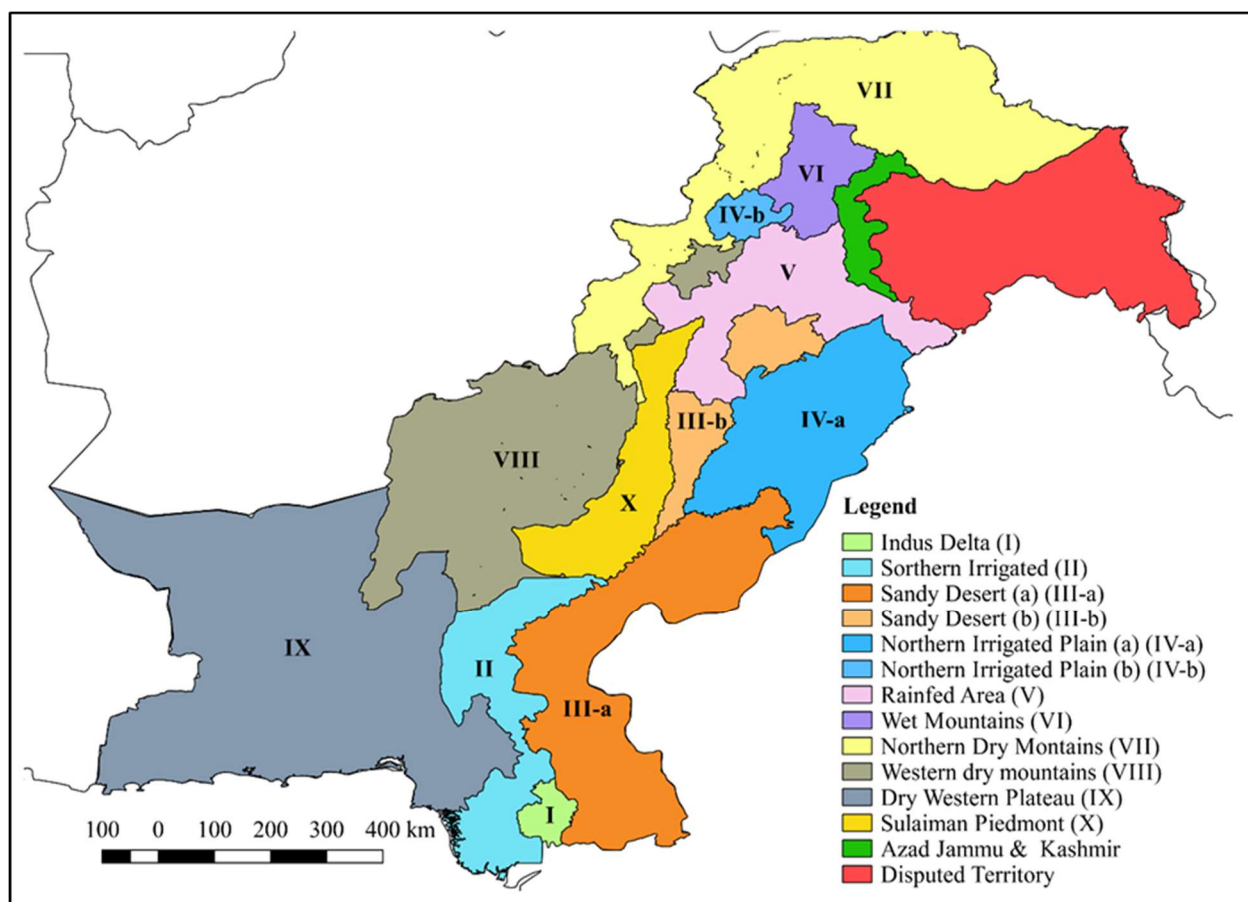 VII
VI
IV-b
V
III-b
IV-a
VIII
X
IX
II
III-a
I
100 0 100 200 300 400 km
Legend
Indus Delta (I)
Sorthern Irrigated (II)
Sandy Desert (a) (III-a)
Sandy Desert (b) (III-b)
Northern Irrigated Plain (a) (IV-a)
Northern Irrigated Plain (b) (IV-b)
Rainfed Area (V)
Wet Mountains (VI)
Northern Dry Montains (VII)
Western dry mountains (VIII)
Dry Western Plateau (IX)
Sulaiman Piedmont (X)
Azad Jammu & Kashmir
Disputed Territory